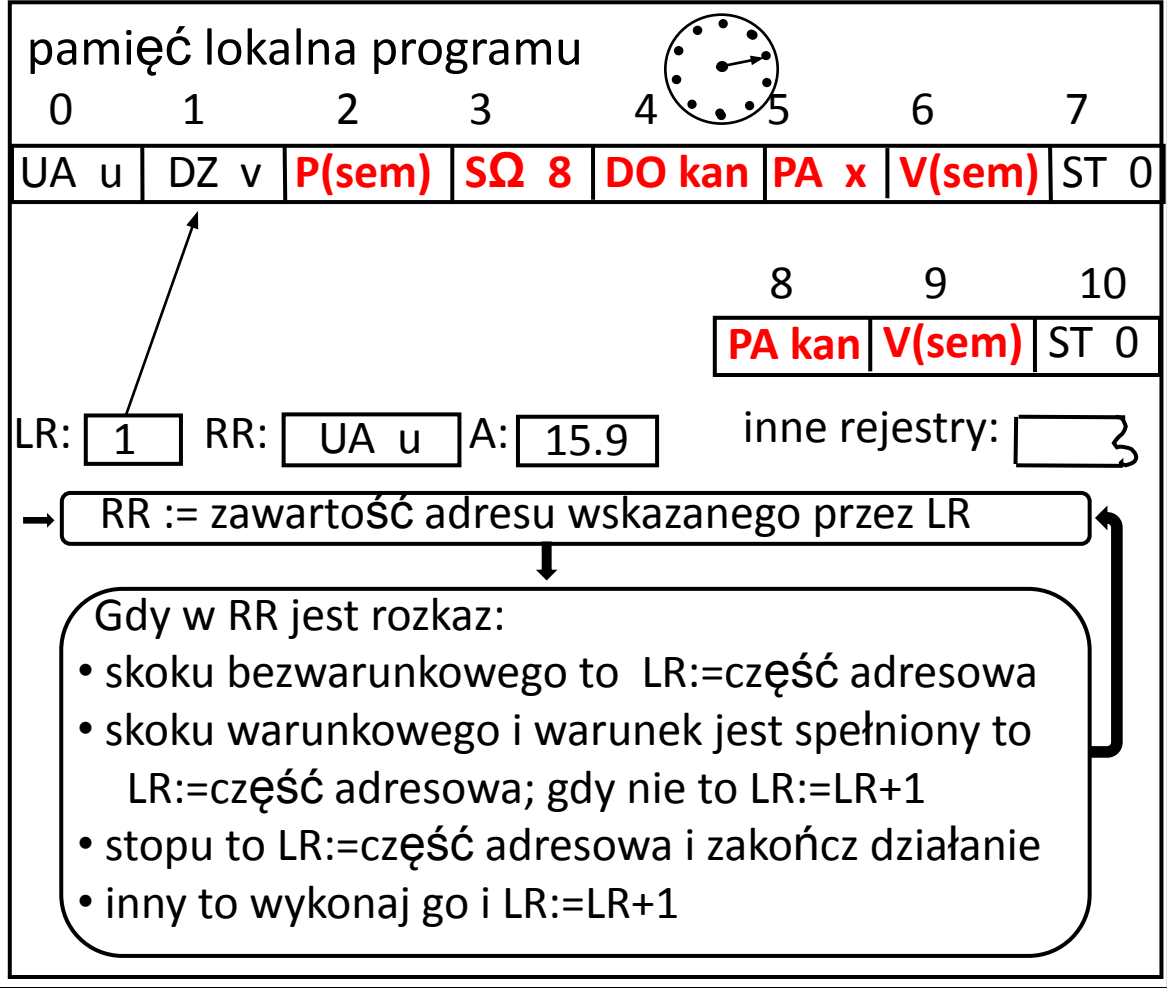 pamięć lokalna programu
0 1 2 3 4 5 6 7
UA u DZ v P(sem) SΩ 8 DO kan PA x V(sem) ST 0
8 9 10
PA kan V(sem) ST 0
LR: 1 RR: UA u A: 15.9 inne rejestry:
RR := zawartość adresu wskazanego przez LR
Gdy w RR jest rozkaz:
• skoku bezwarunkowego to LR:=część adresowa
• skoku warunkowego i warunek jest spełniony to
LR:=część adresowa; gdy nie to LR:=LR+1
• stopu to LR:=część adresowa i zakończ działanie
• inny to wykonaj go i LR:=LR+1